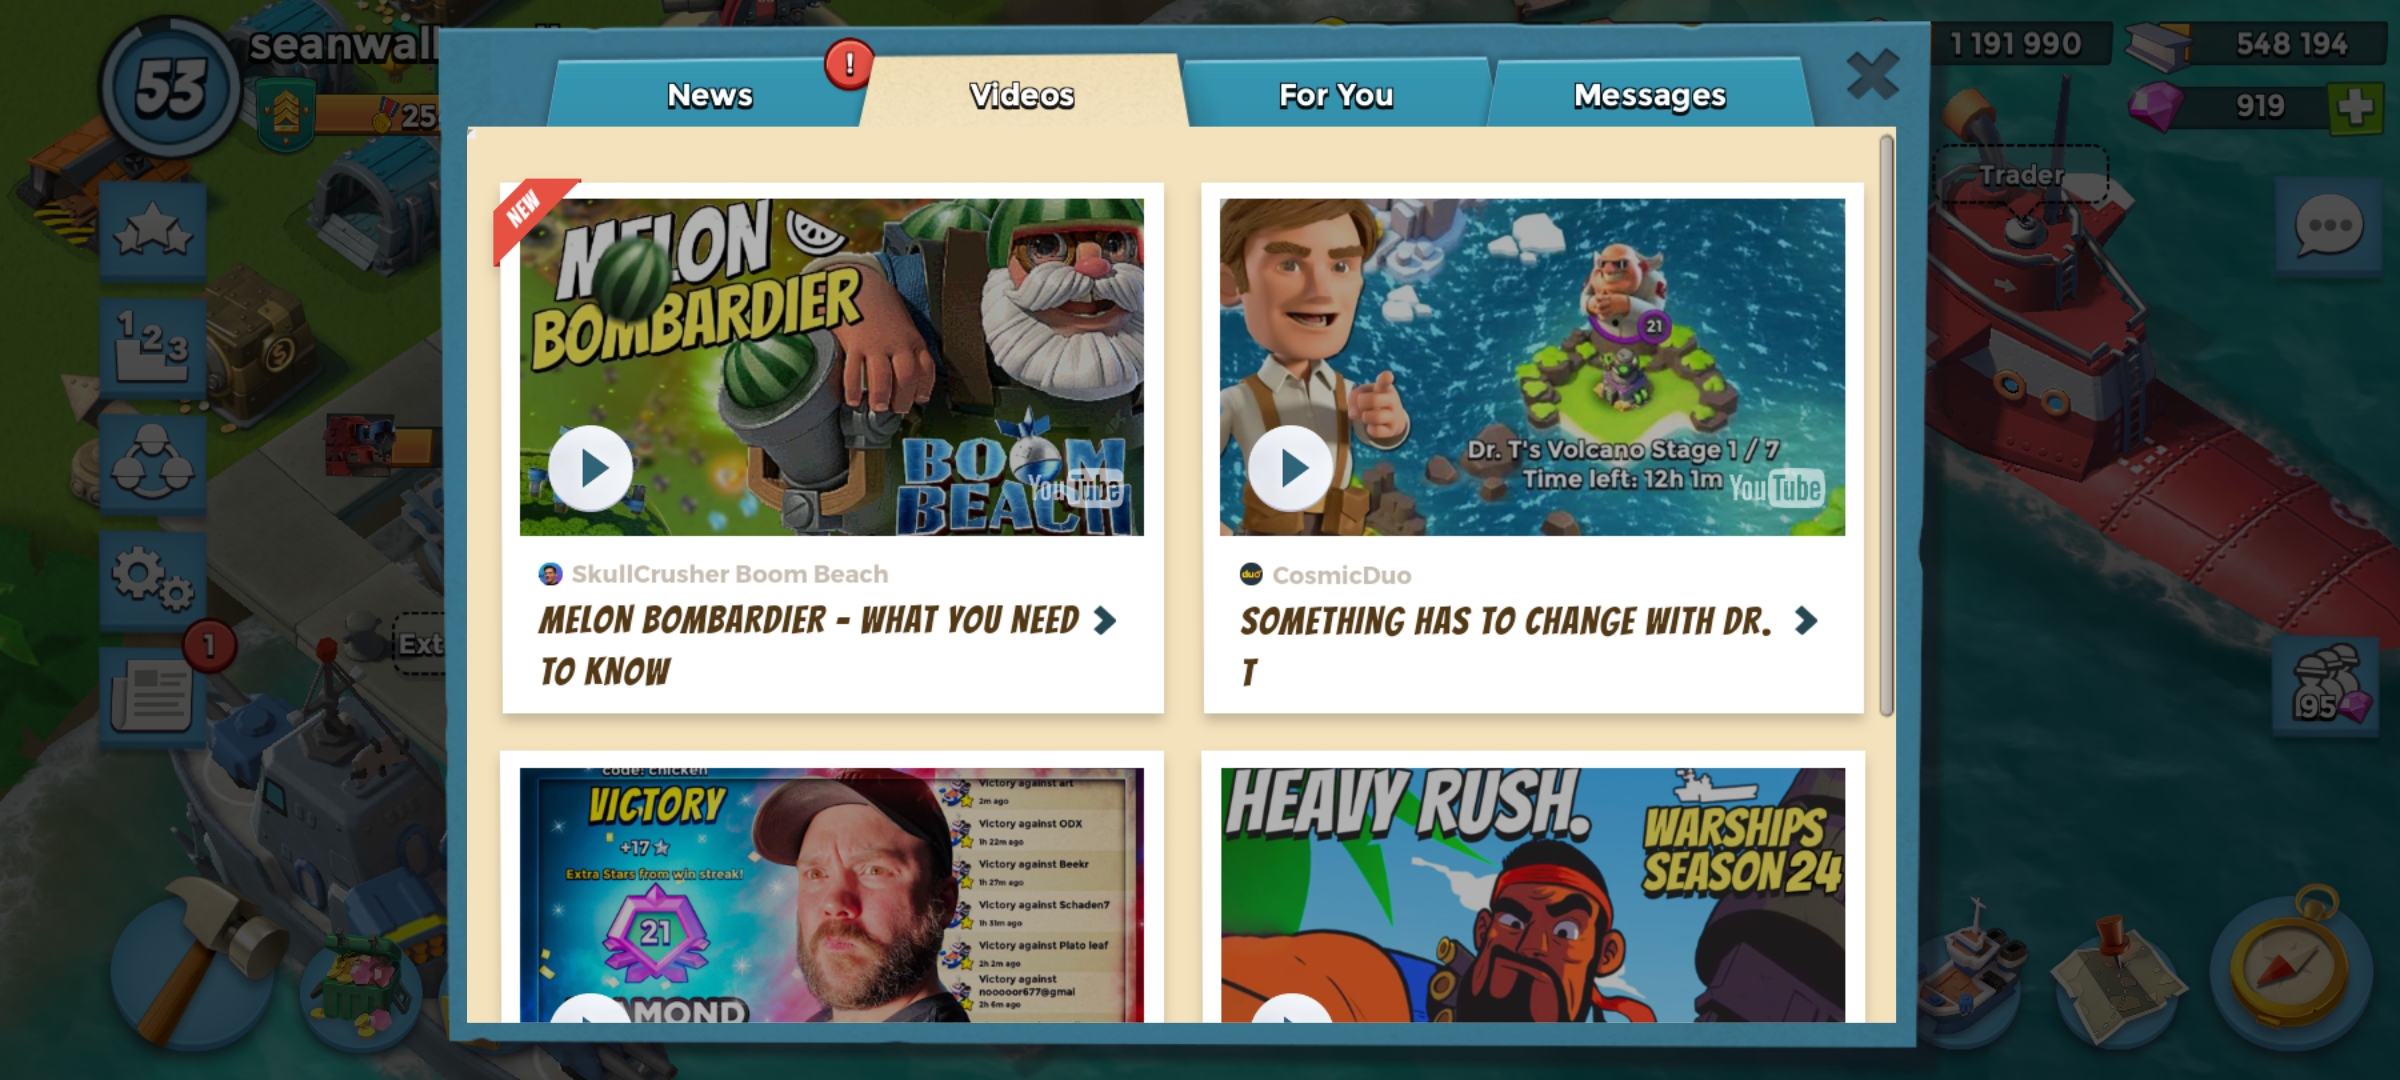 53
seanwall
25
1 191 990
548 194
919
Trader
News
!
Videos
For You
Messages
NEW
MELON
BOMBARDIER
BOOM
BEACH
YouTube
SkullCrusher Boom Beach
MELON BOMBARDIER - WHAT YOU NEED
TO KNOW
21
Dr. T's Volcano Stage 1 / 7
Time left: 12h 1m
YouTube
duo
CosmicDuo
SOMETHING HAS TO CHANGE WITH DR.
T
1 2 3
1
Ext
95
code: chicken
VICTORY
+17
Extra Stars from win streak!
21
AMOND
Victory against art
2m ago
Victory against ODX
1h 22m ago
Victory against Beekr
1h 27m ago
Victory against Schaden7
1h 31m ago
Victory against Plato leaf
2h 2m ago
Victory against
nooooor677@gmal
2h 6m ago
HEAVY RUSH.
WARSHIPS
SEASON 24